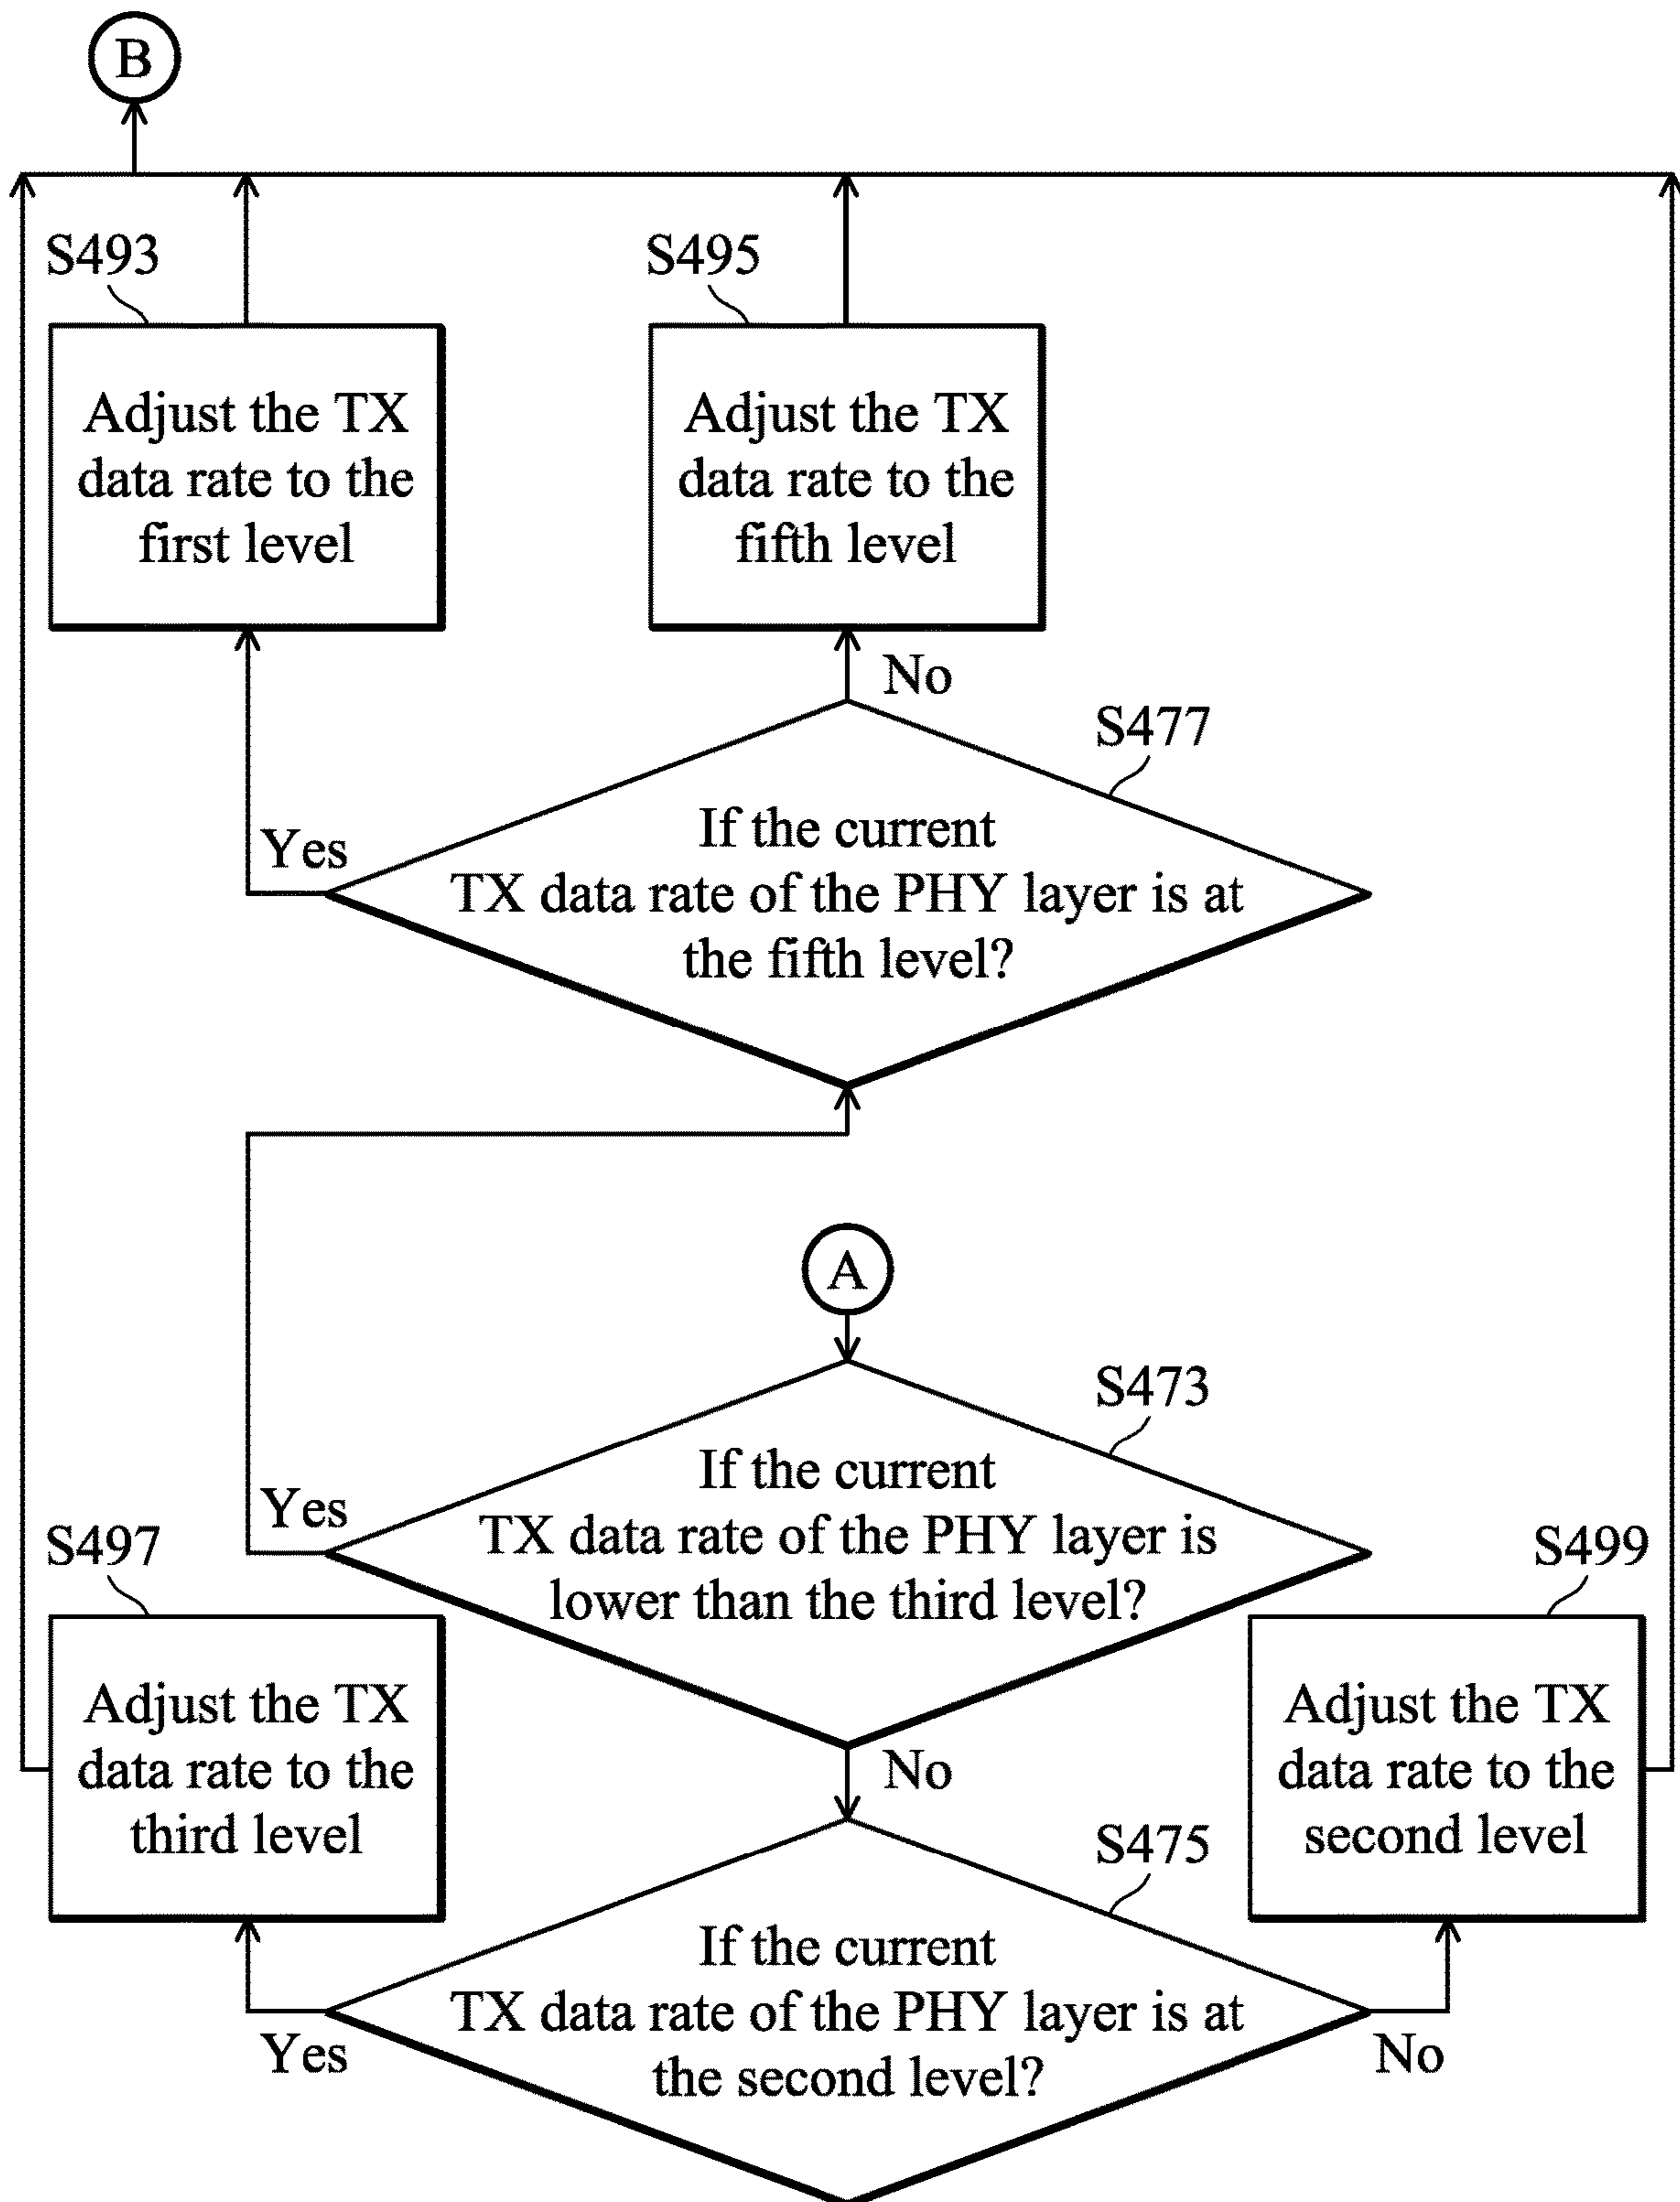 B
S493
S495
Adjust the TX
data rate to the
first level
Adjust the TX
data rate to the
fifth level
No
S477
Yes
If the current
TX data rate of the PHY layer is at
the fifth level?
A
S473
Yes
If the current
TX data rate of the PHY layer is
lower than the third level?
S497
S499
Adjust the TX
data rate to the
third level
Adjust the TX
data rate to the
second level
No
S475
If the current
TX data rate of the PHY layer is at
the second level?
Yes
No